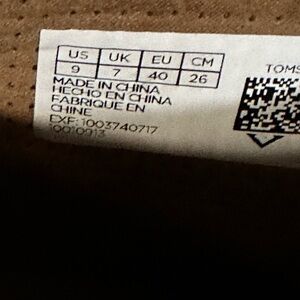 US UK EU CM
9 7 40 26
MADE IN CHINA
HECHO EN CHINA
FABRIQUE EN
CHINE
EXF: 1003740717
10010913
TOMS